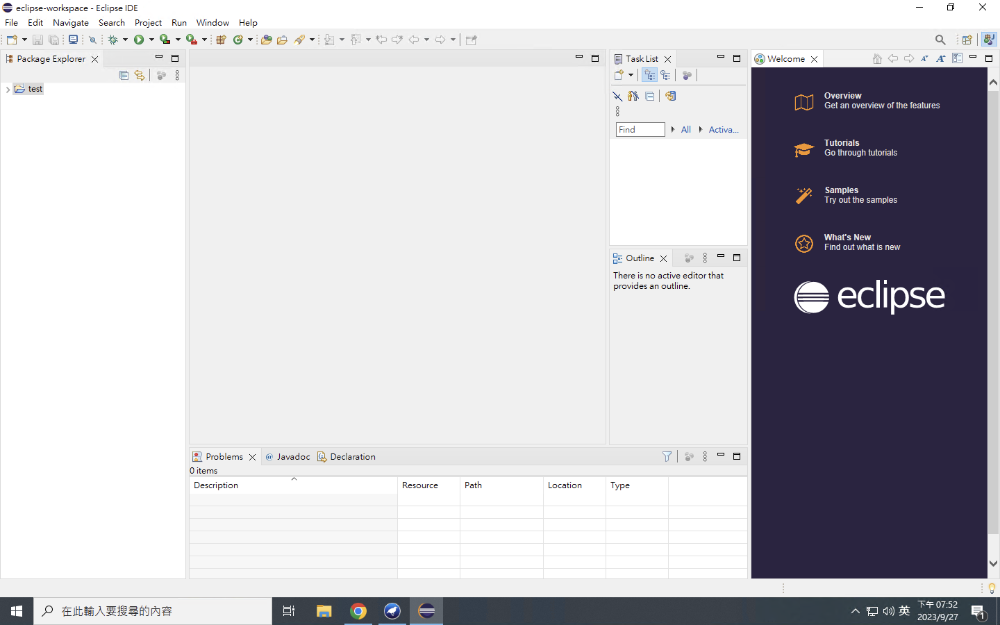 eclipse-workspace - Eclipse IDE
File Edit Navigate Search Project Run Window Help
Package Explorer
test
Task List
Find All Activa...
Outline
There is no active editor that
provides an outline.
Welcome
Overview
Get an overview of the features
Tutorials
Go through tutorials
Samples
Try out the samples
What's New
Find out what is new
eclipse
Problems @ Javadoc Declaration
0 items
Description Resource Path Location Type
在此輸入要搜尋的內容
英
下午 07:52
2023/9/27
1